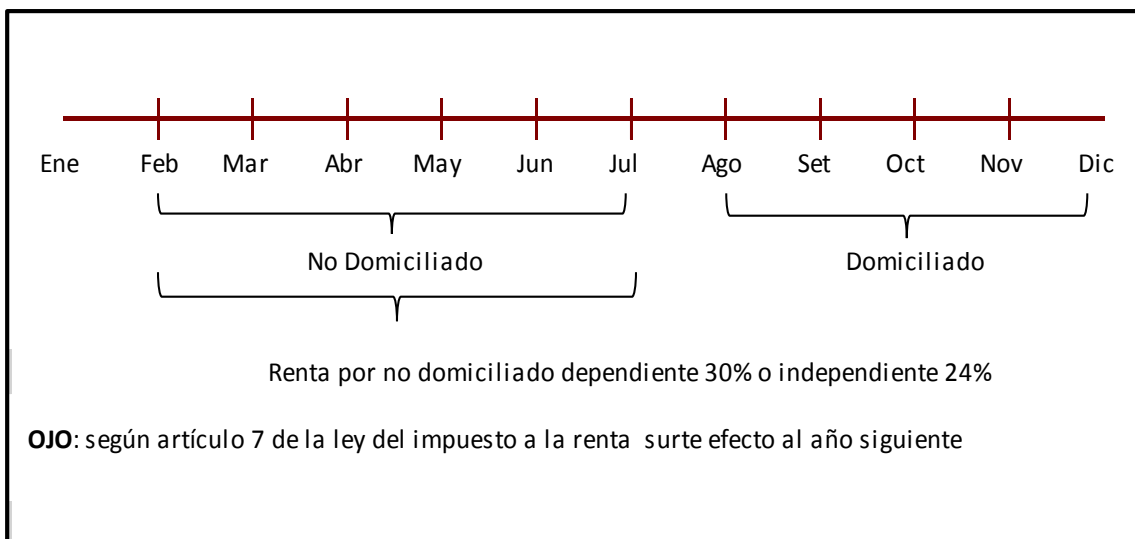 Ene Feb Mar Abr May Jun Jul Ago Set Oct Nov Dic
No Domiciliado Domiciliado
Renta por no domiciliado dependiente 30% o independiente 24%
OJO: según artículo 7 de la ley del impuesto a la renta surte efecto al año siguiente